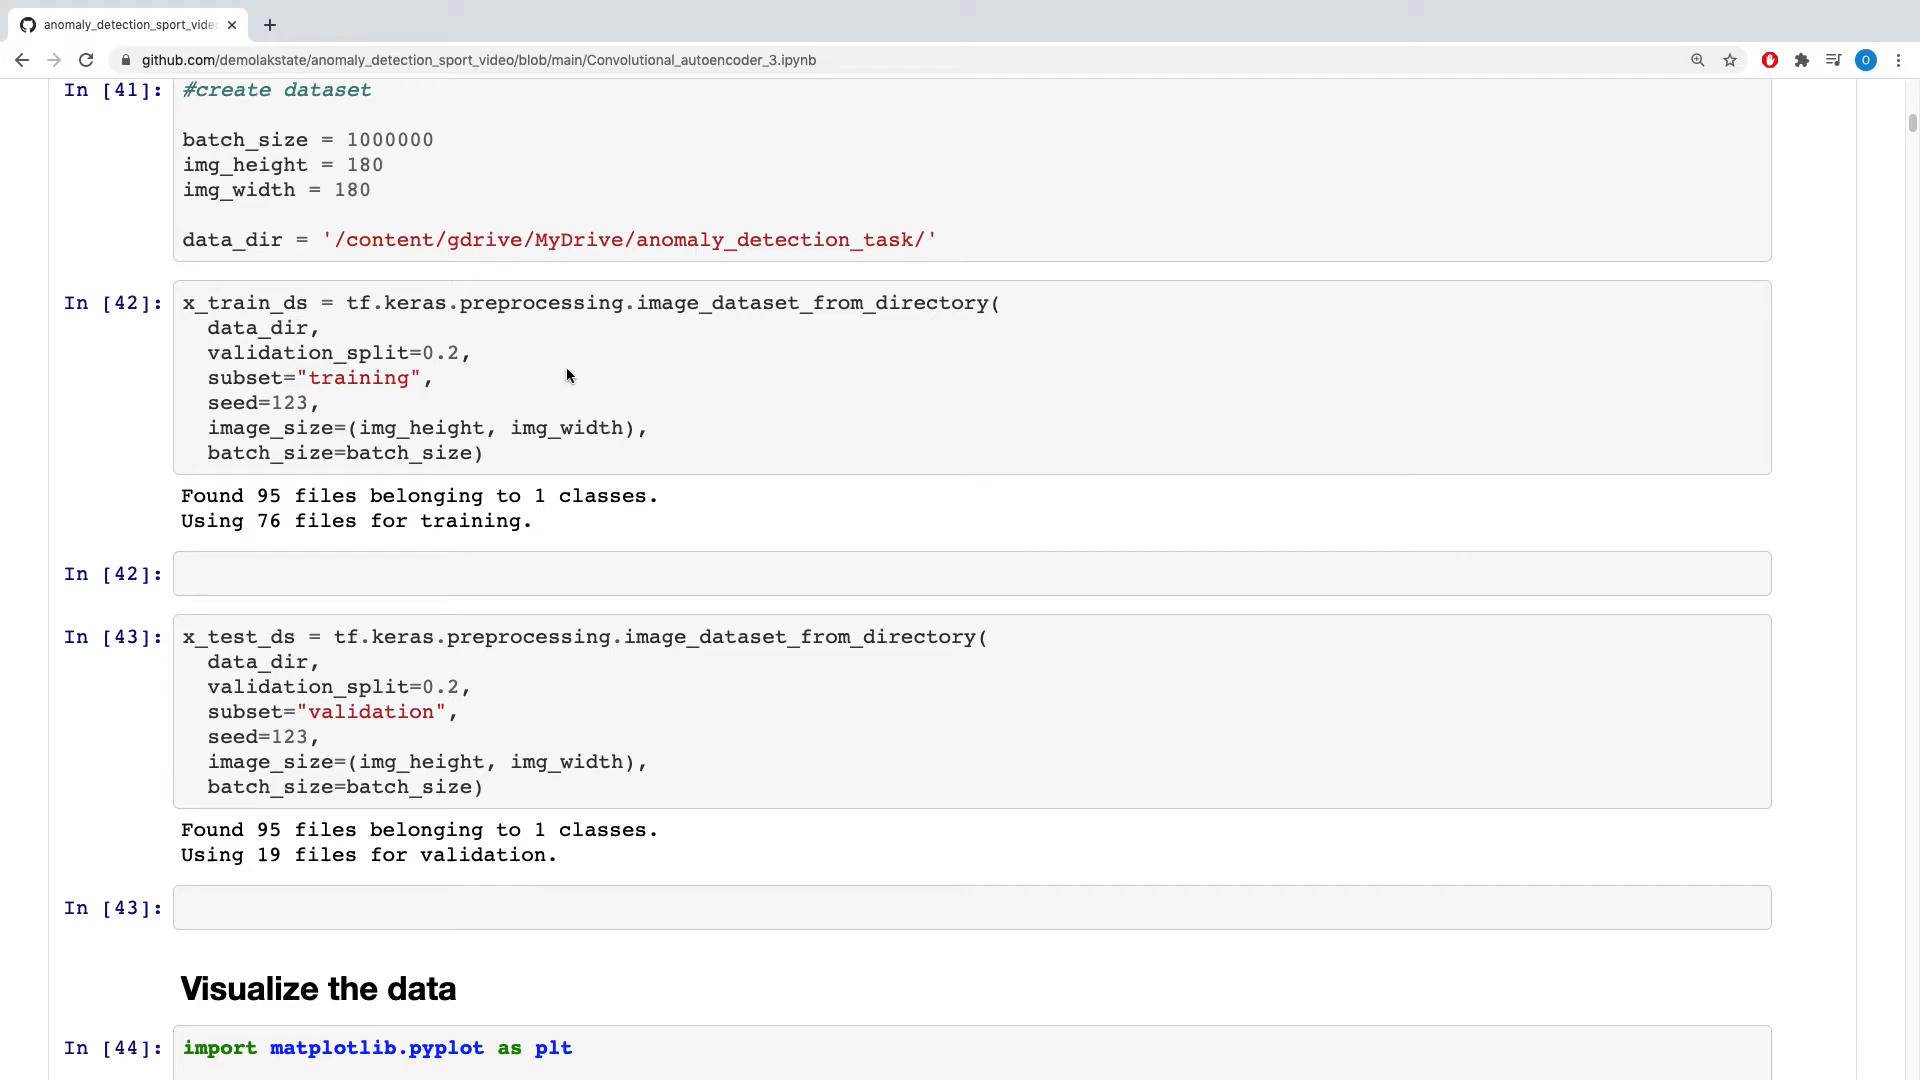 anomaly_detection_sport_vide
github.com/demolakstate/anomaly_detection_sport_video/blob/main/Convolutional_autoencoder_3.ipynb
O
In [41]:
#create dataset
batch_size = 1000000
img_height = 180
img_width = 180
data_dir = '/content/gdrive/MyDrive/anomaly_detection_task/'
In [42]:
x_train_ds = tf.keras.preprocessing.image_dataset_from_directory(
data_dir,
validation_split=0.2,
subset="training",
seed=123,
image_size=(img_height, img_width),
batch_size=batch_size)
Found 95 files belonging to 1 classes.
Using 76 files for training.
In [42]:
In [43]:
x_test_ds = tf.keras.preprocessing.image_dataset_from_directory(
data_dir,
validation_split=0.2,
subset="validation",
seed=123,
image_size=(img_height, img_width),
batch_size=batch_size)
Found 95 files belonging to 1 classes.
Using 19 files for validation.
In [43]:
Visualize the data
In [44]:
import matplotlib.pyplot as plt